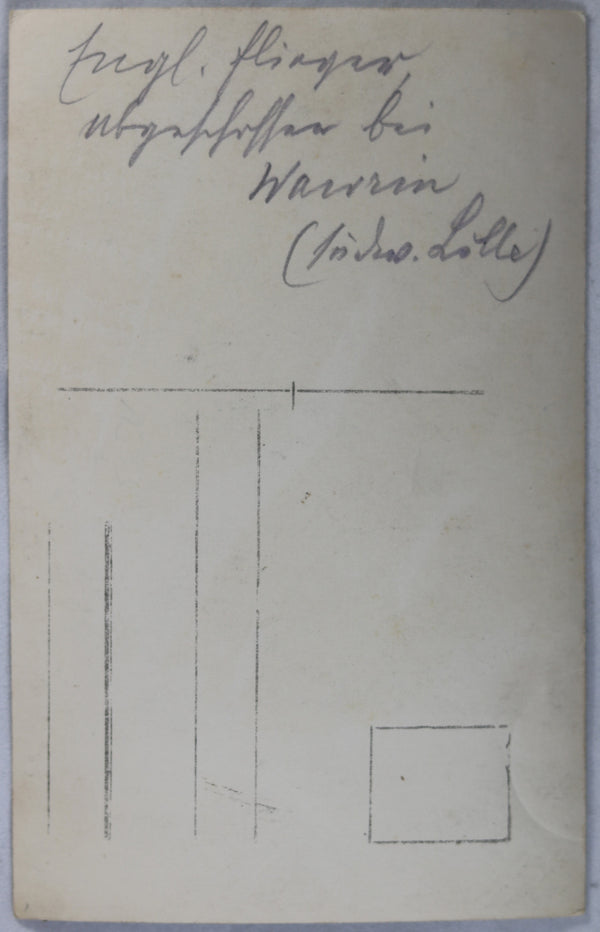 Engl. Flieger,
abgeschossen bei
Wavrin
(südw. Lille)